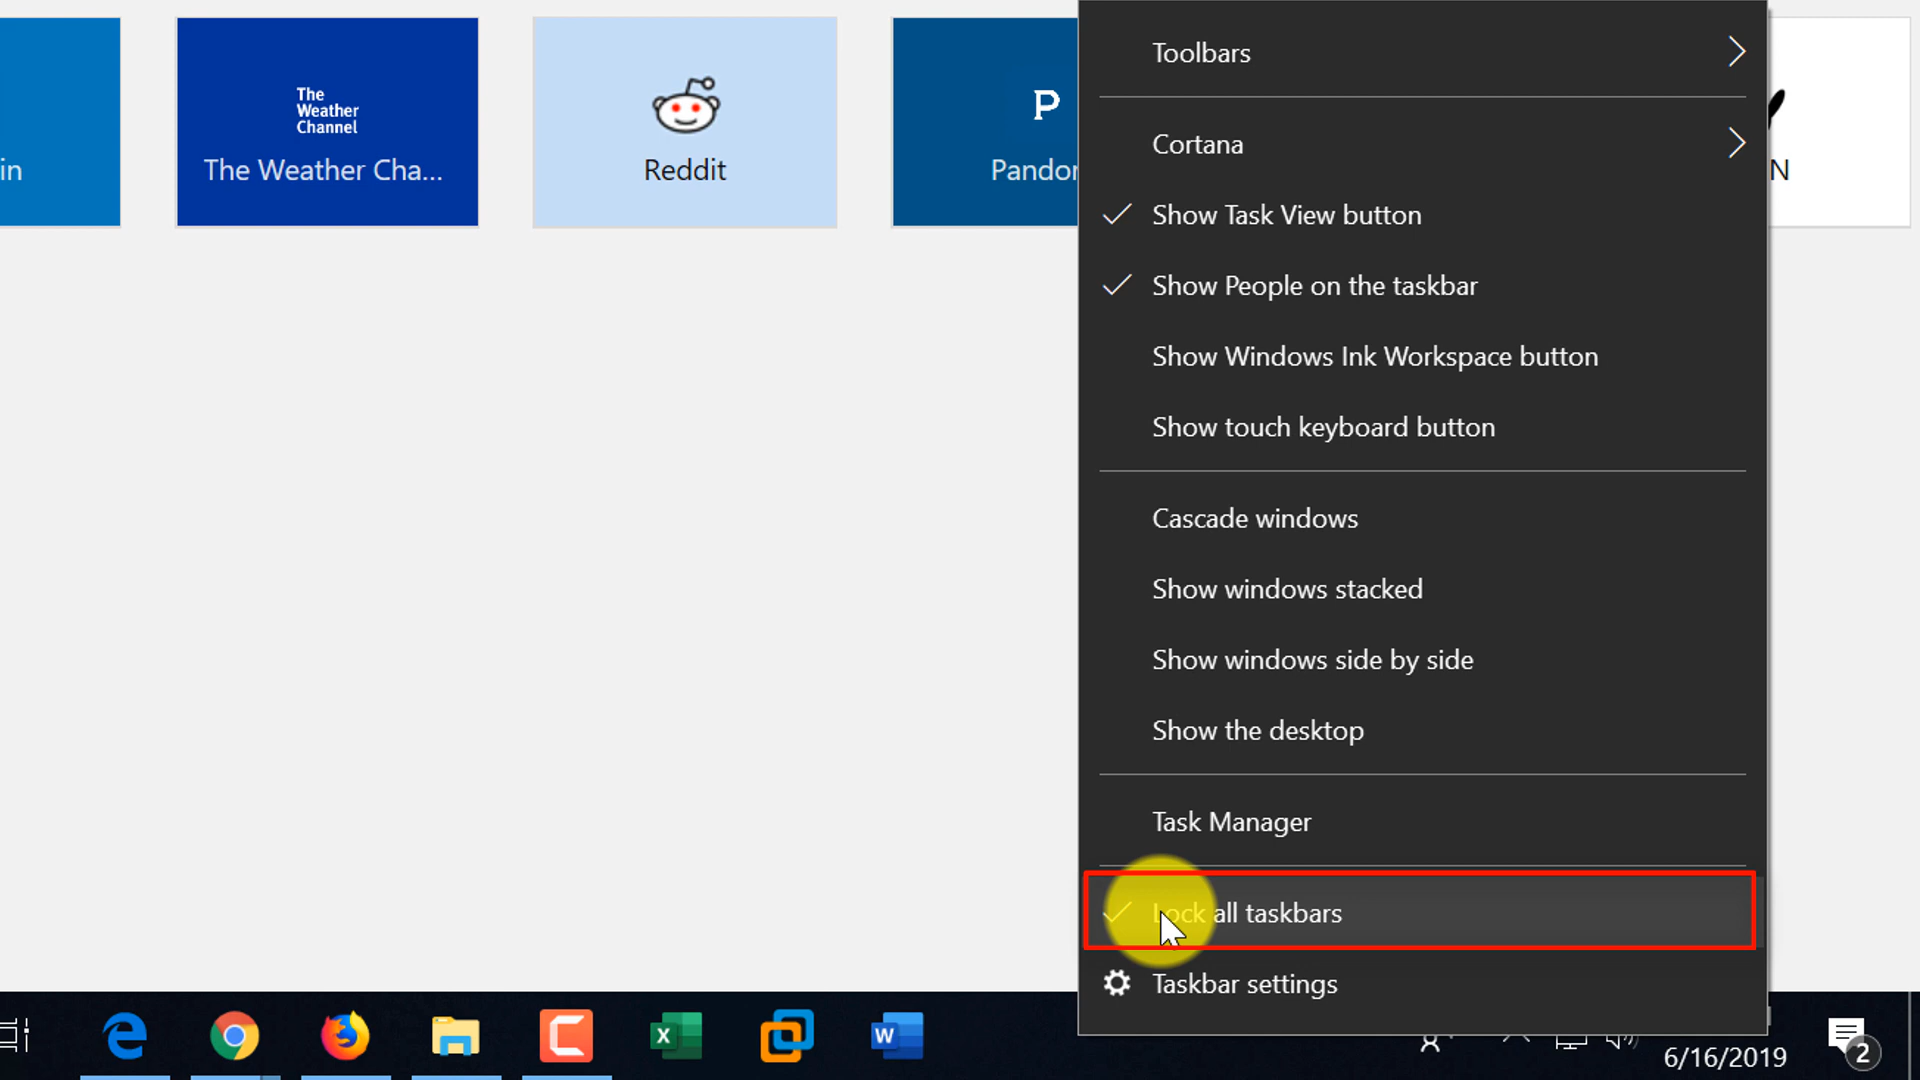 in
The
Weather
Channel
The Weather Cha...
Reddit
P
Pandor
N
Toolbars
Cortana
Show Task View button
Show People on the taskbar
Show Windows Ink Workspace button
Show touch keyboard button
Cascade windows
Show windows stacked
Show windows side by side
Show the desktop
Task Manager
Lock all taskbars
Taskbar settings
X
W
6/16/2019
2